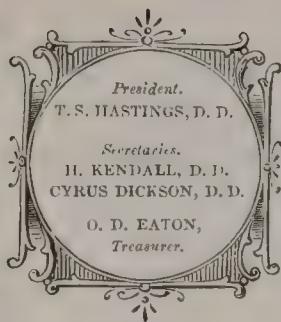 President.
T. S. HASTINGS, D. D.
Secretaries.
H. KENDALL, D. D.
CYRUS DICKSON, D. D.
O. D. EATON,
Treasurer.